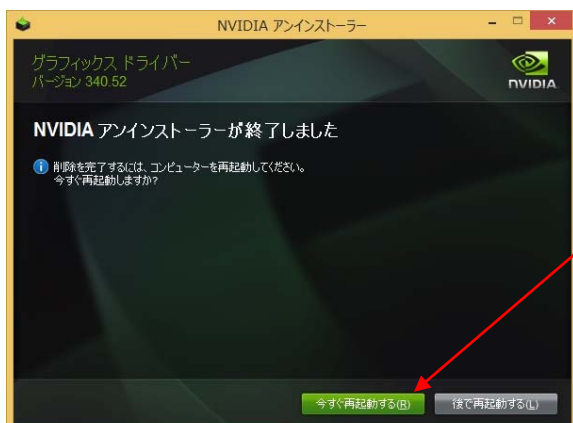 NVIDIA アンインストーラー
グラフィックス ドライバー
バージョン 340.52
NVIDIA
NVIDIA アンインストーラーが終了しました
削除を完了するには、コンピューターを再起動してください。
今すぐ再起動しますか?
今すぐ再起動する(R)
後で再起動する(L)